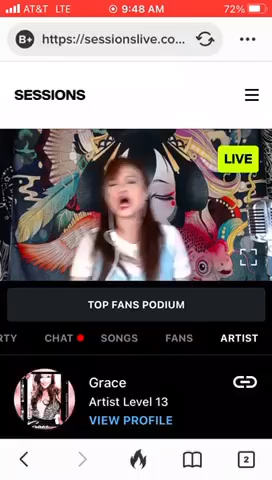 AT&T LTE 9:48 AM 72%
B+ https://sessionslive.co...
SESSIONS
LIVE
TOP FANS PODIUM
RTY CHAT SONGS FANS ARTIST
Grace
Artist Level 13
VIEW PROFILE
2